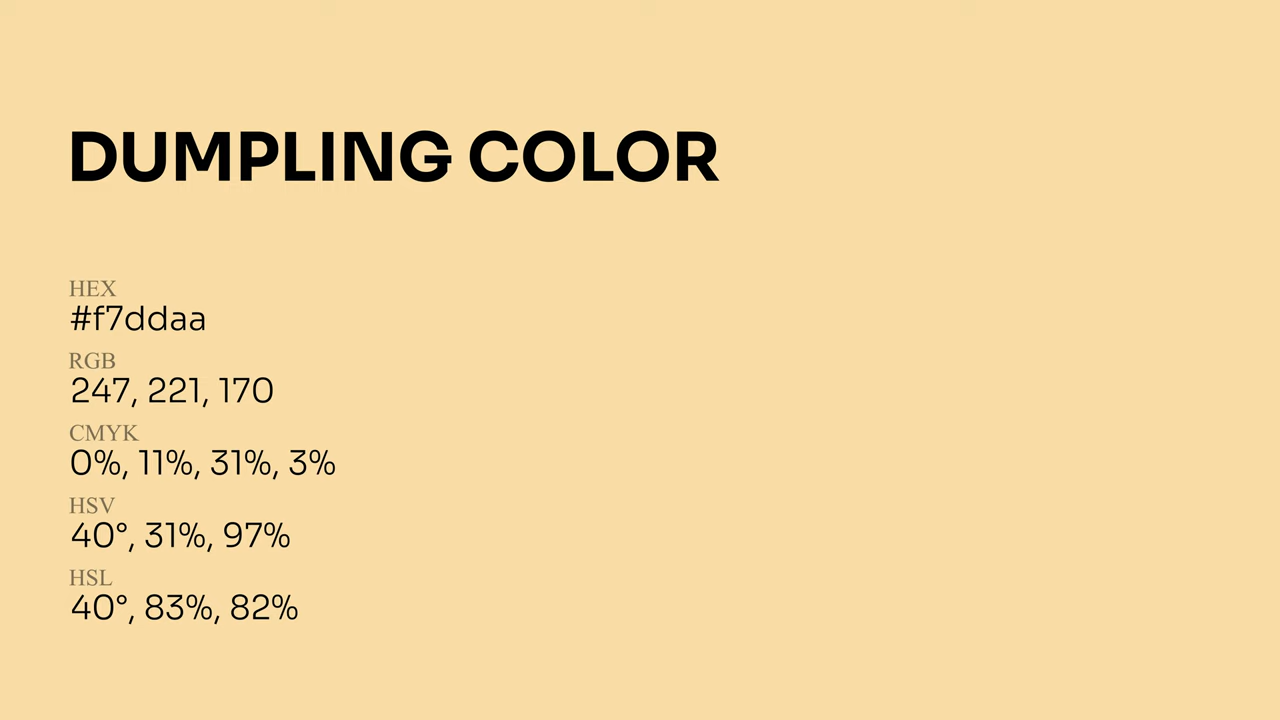 DUMPLING COLOR
HEX
#f7ddaa
RGB
247, 221, 170
CMYK
0%, 11%, 31%, 3%
HSV
40°, 31%, 97%
HSL
40°, 83%, 82%